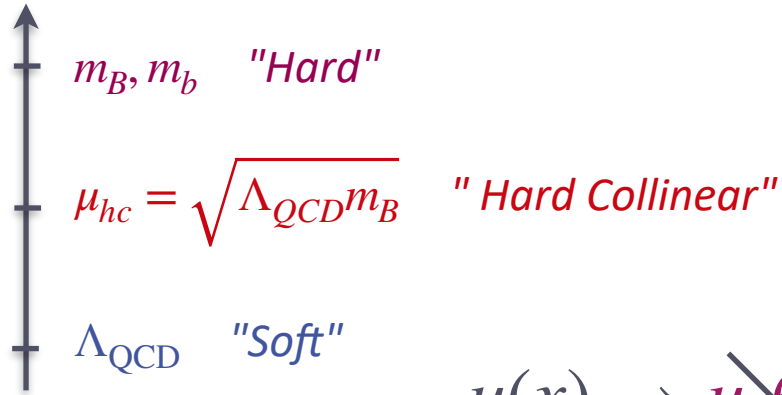 m_B, m_b "Hard"
μ_hc = √(Λ_QCD m_B) " Hard Collinear"
Λ_QCD "Soft"